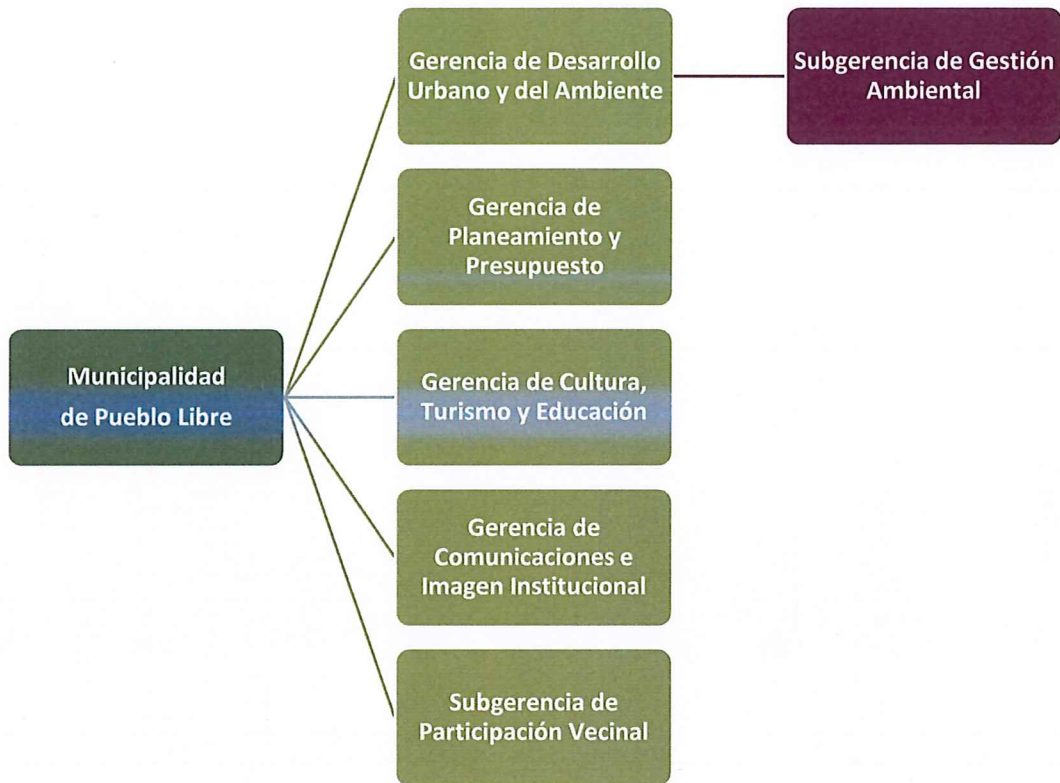 Gerencia de Desarrollo
Urbano y del Ambiente
Subgerencia de Gestión
Ambiental
Gerencia de
Planeamiento y
Presupuesto
Municipalidad
de Pueblo Libre
Gerencia de Cultura,
Turismo y Educación
Gerencia de
Comunicaciones e
Imagen Institucional
Subgerencia de
Participación Vecinal